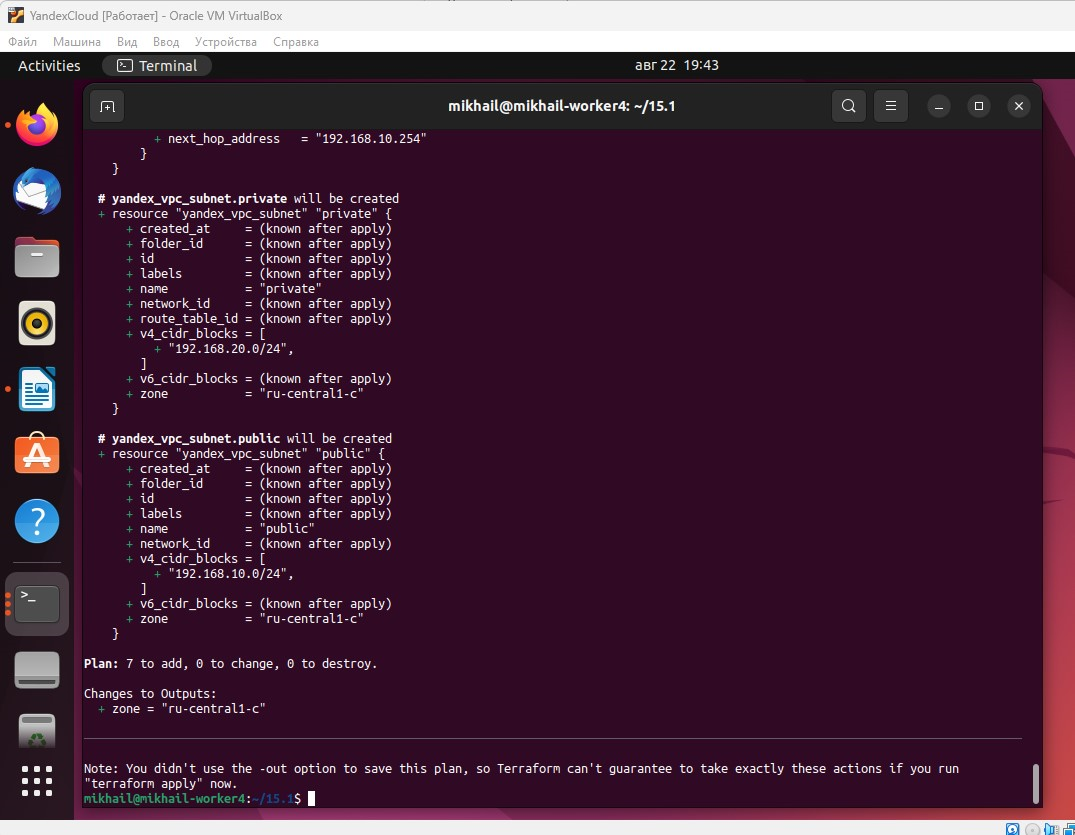 YandexCloud [Работает] - Oracle VM VirtualBox
Файл Машина Вид Ввод Устройства Справка
Activities Terminal авг 22 19:43
mikhail@mikhail-worker4: ~/15.1
+ next_hop_address   = "192.168.10.254"
}
}
# yandex_vpc_subnet.private will be created
+ resource "yandex_vpc_subnet" "private" {
+ created_at     = (known after apply)
+ folder_id      = (known after apply)
+ id             = (known after apply)
+ labels         = (known after apply)
+ name           = "private"
+ network_id     = (known after apply)
+ route_table_id = (known after apply)
+ v4_cidr_blocks = [
+ "192.168.20.0/24",
]
+ v6_cidr_blocks = (known after apply)
+ zone           = "ru-central1-c"
}
# yandex_vpc_subnet.public will be created
+ resource "yandex_vpc_subnet" "public" {
+ created_at     = (known after apply)
+ folder_id      = (known after apply)
+ id             = (known after apply)
+ labels         = (known after apply)
+ name           = "public"
+ network_id     = (known after apply)
+ v4_cidr_blocks = [
+ "192.168.10.0/24",
]
+ v6_cidr_blocks = (known after apply)
+ zone           = "ru-central1-c"
}
Plan: 7 to add, 0 to change, 0 to destroy.
Changes to Outputs:
+ zone = "ru-central1-c"
Note: You didn't use the -out option to save this plan, so Terraform can't guarantee to take exactly these actions if you run
"terraform apply" now.
mikhail@mikhail-worker4:~/15.1$